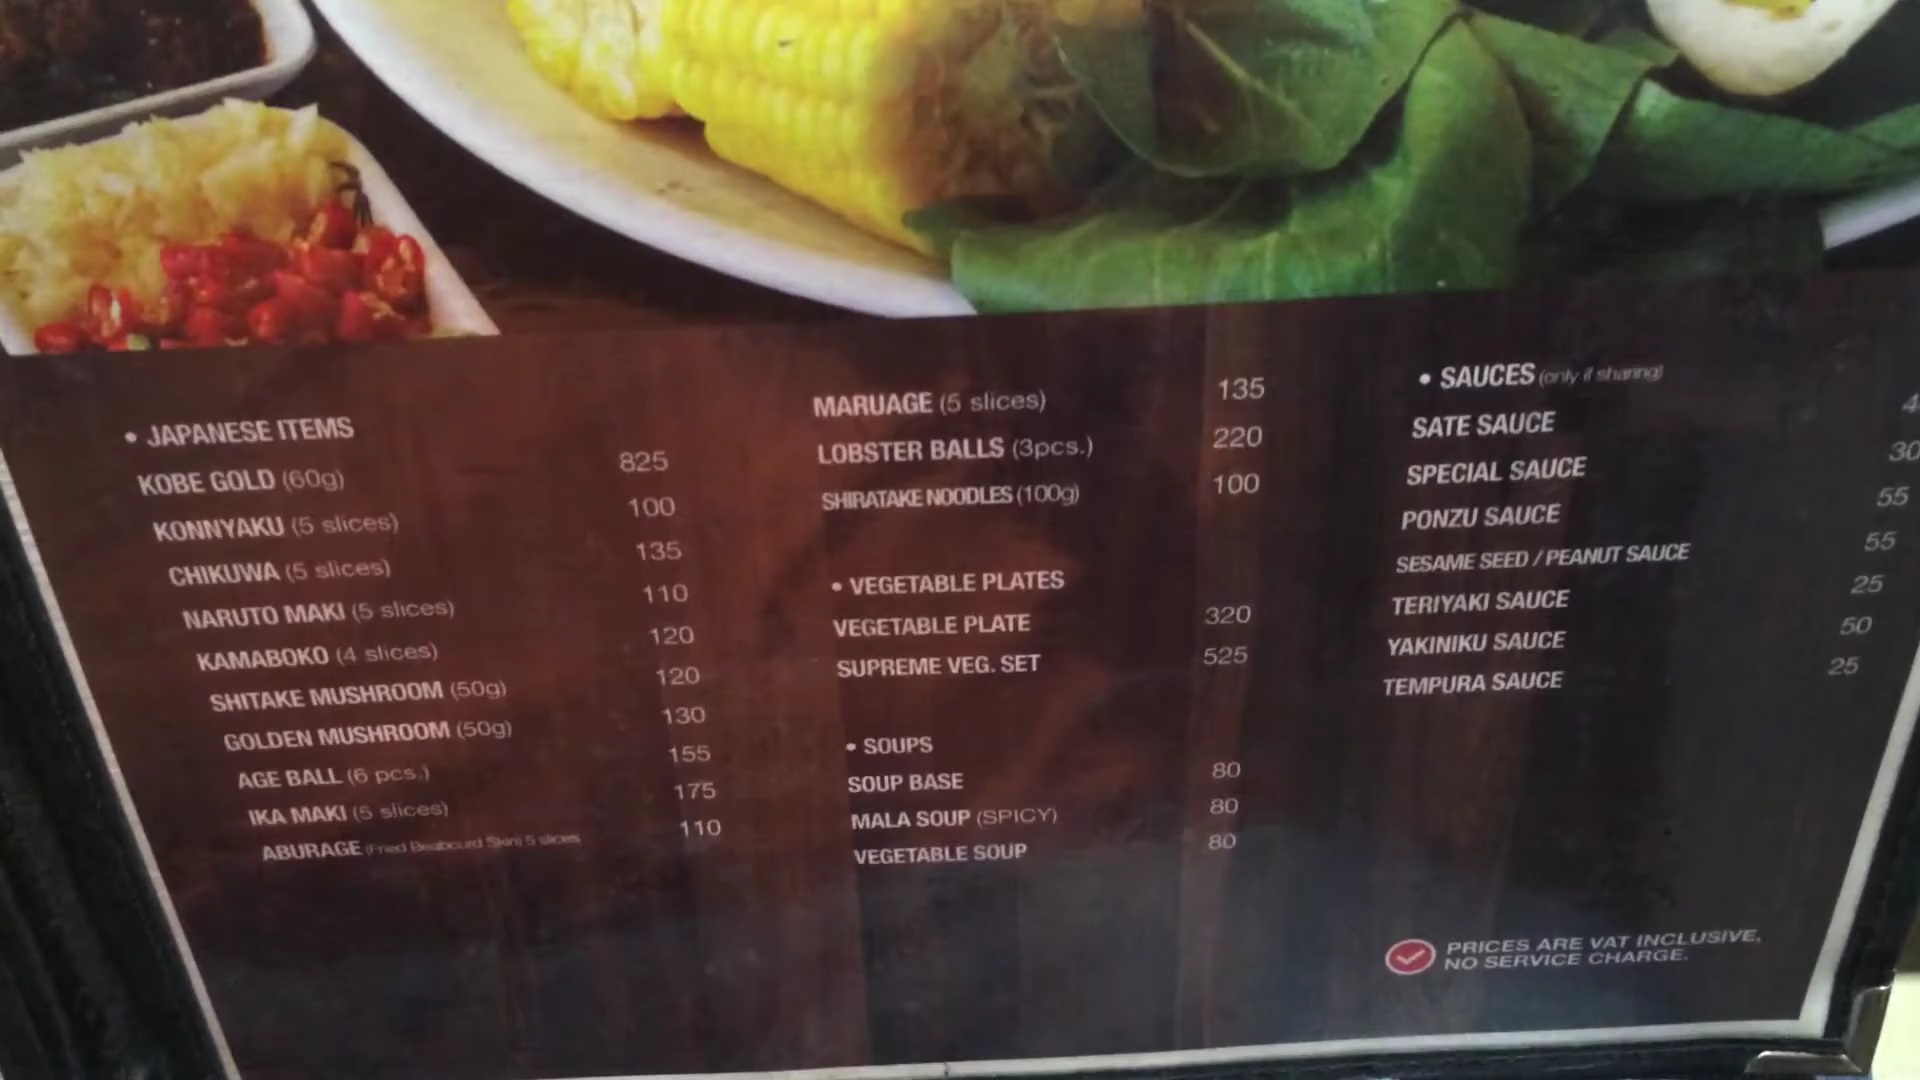 • JAPANESE ITEMS
KOBE GOLD (60g) 825
KONNYAKU (5 slices) 100
CHIKUWA (5 slices) 135
NARUTO MAKI (5 slices) 110
KAMABOKO (4 slices) 120
SHITAKE MUSHROOM (50g) 120
GOLDEN MUSHROOM (50g) 130
AGE BALL (6 pcs.) 155
IKA MAKI (5 slices) 175
ABURAGE (Fried Beabcurd Skin) 5 slices 110
MARUAGE (5 slices) 135
LOBSTER BALLS (3pcs.) 220
SHIRATAKE NOODLES (100g) 100
• VEGETABLE PLATES
VEGETABLE PLATE 320
SUPREME VEG. SET 525
• SOUPS
SOUP BASE 80
MALA SOUP (SPICY) 80
VEGETABLE SOUP 80
• SAUCES (only if sharing)
SATE SAUCE
SPECIAL SAUCE 30
PONZU SAUCE 55
SESAME SEED / PEANUT SAUCE 55
TERIYAKI SAUCE 25
YAKINIKU SAUCE 50
TEMPURA SAUCE 25
PRICES ARE VAT INCLUSIVE,
NO SERVICE CHARGE.